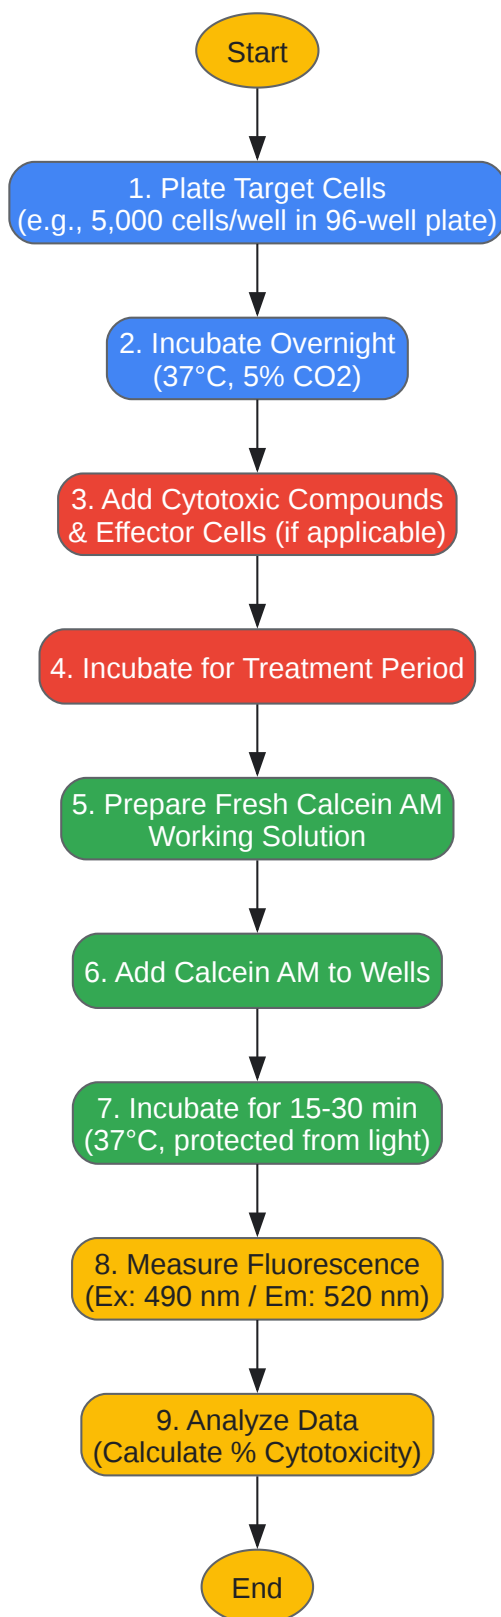 Start
1. Plate Target Cells
(e.g., 5,000 cells/well in 96-well plate)
2. Incubate Overnight
(37°C, 5% CO2)
3. Add Cytotoxic Compounds
& Effector Cells (if applicable)
4. Incubate for Treatment Period
5. Prepare Fresh Calcein AM
Working Solution
6. Add Calcein AM to Wells
7. Incubate for 15-30 min
(37°C, protected from light)
8. Measure Fluorescence
(Ex: 490 nm / Em: 520 nm)
9. Analyze Data
(Calculate % Cytotoxicity)
End